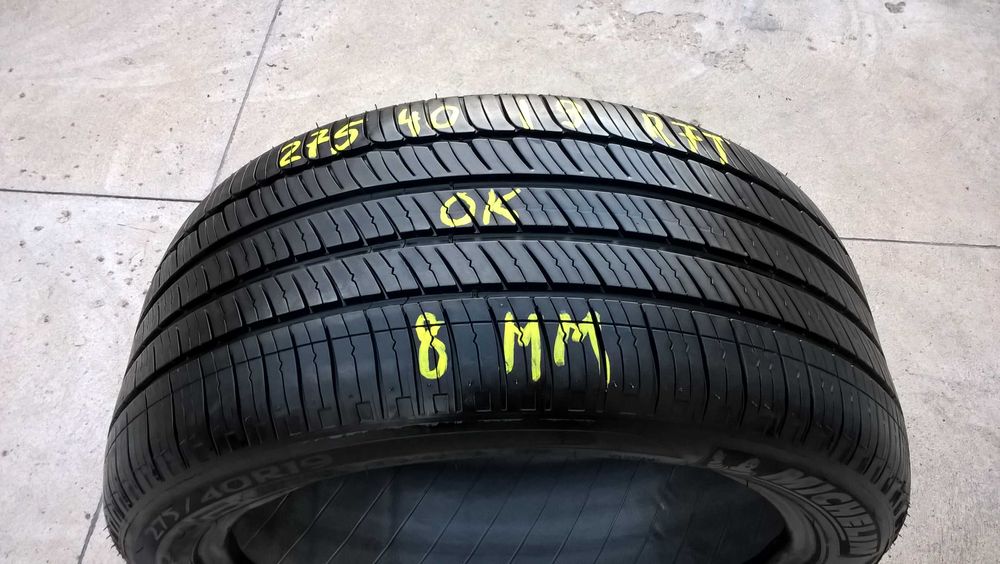 275 40 19 RFT
OK
8 MM
275/40R19
MICHELIN